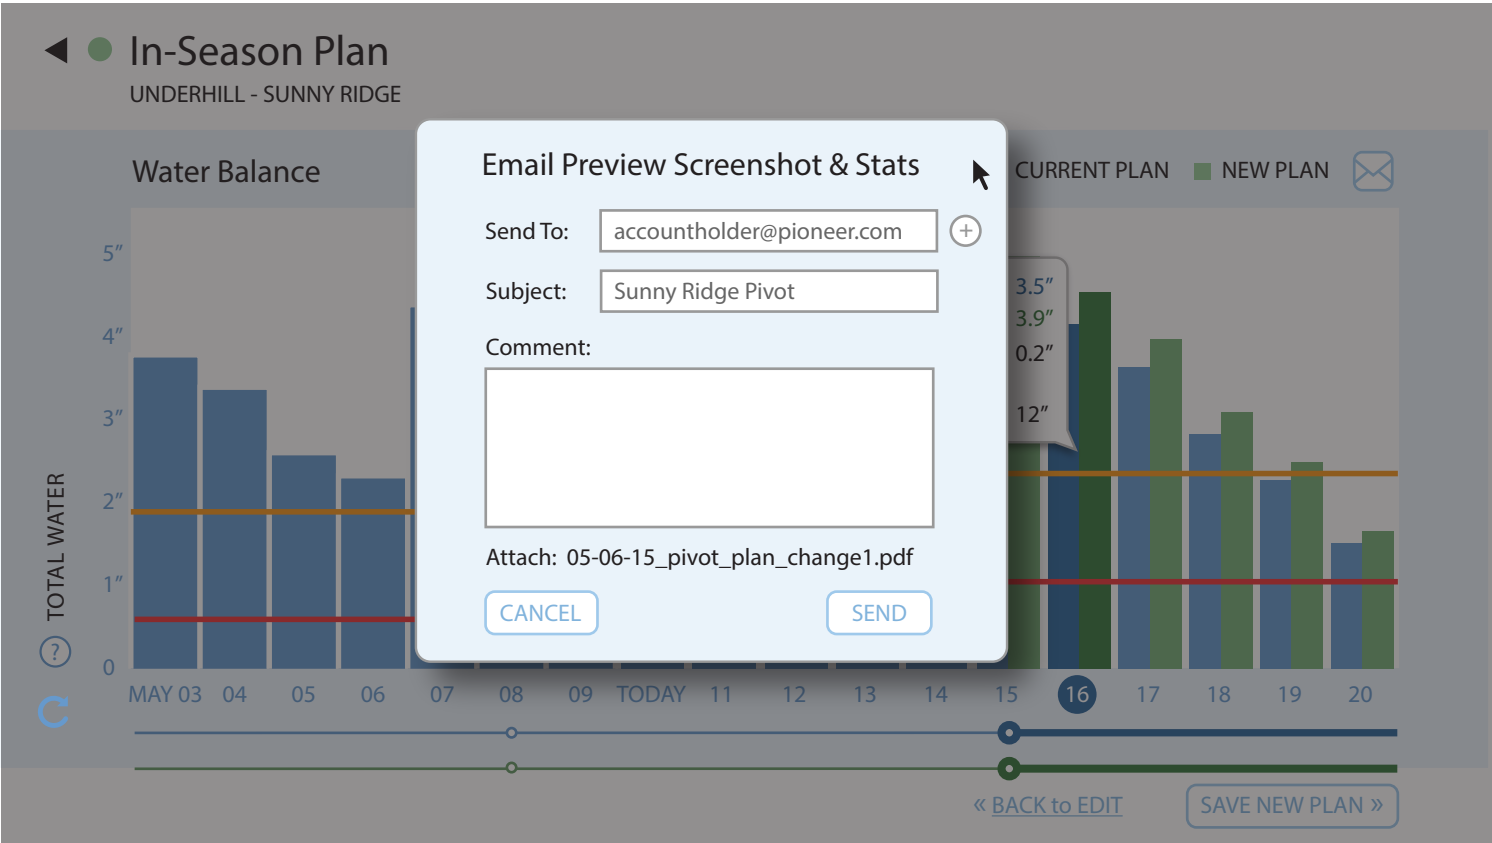 In-Season Plan
UNDERHILL - SUNNY RIDGE
Water Balance
CURRENT PLAN
NEW PLAN
Email Preview Screenshot & Stats
Send To:
accountholder@pioneer.com
+
Subject:
Sunny Ridge Pivot
Comment:
Attach: 05-06-15_pivot_plan_change1.pdf
CANCEL
SEND
3.5”
3.9”
0.2”
12”
5”
4”
3”
2”
1”
0
TOTAL WATER
?
MAY 03 04 05 06 07 08 09 TODAY 11 12 13 14 15 16 17 18 19 20
« BACK to EDIT
SAVE NEW PLAN »